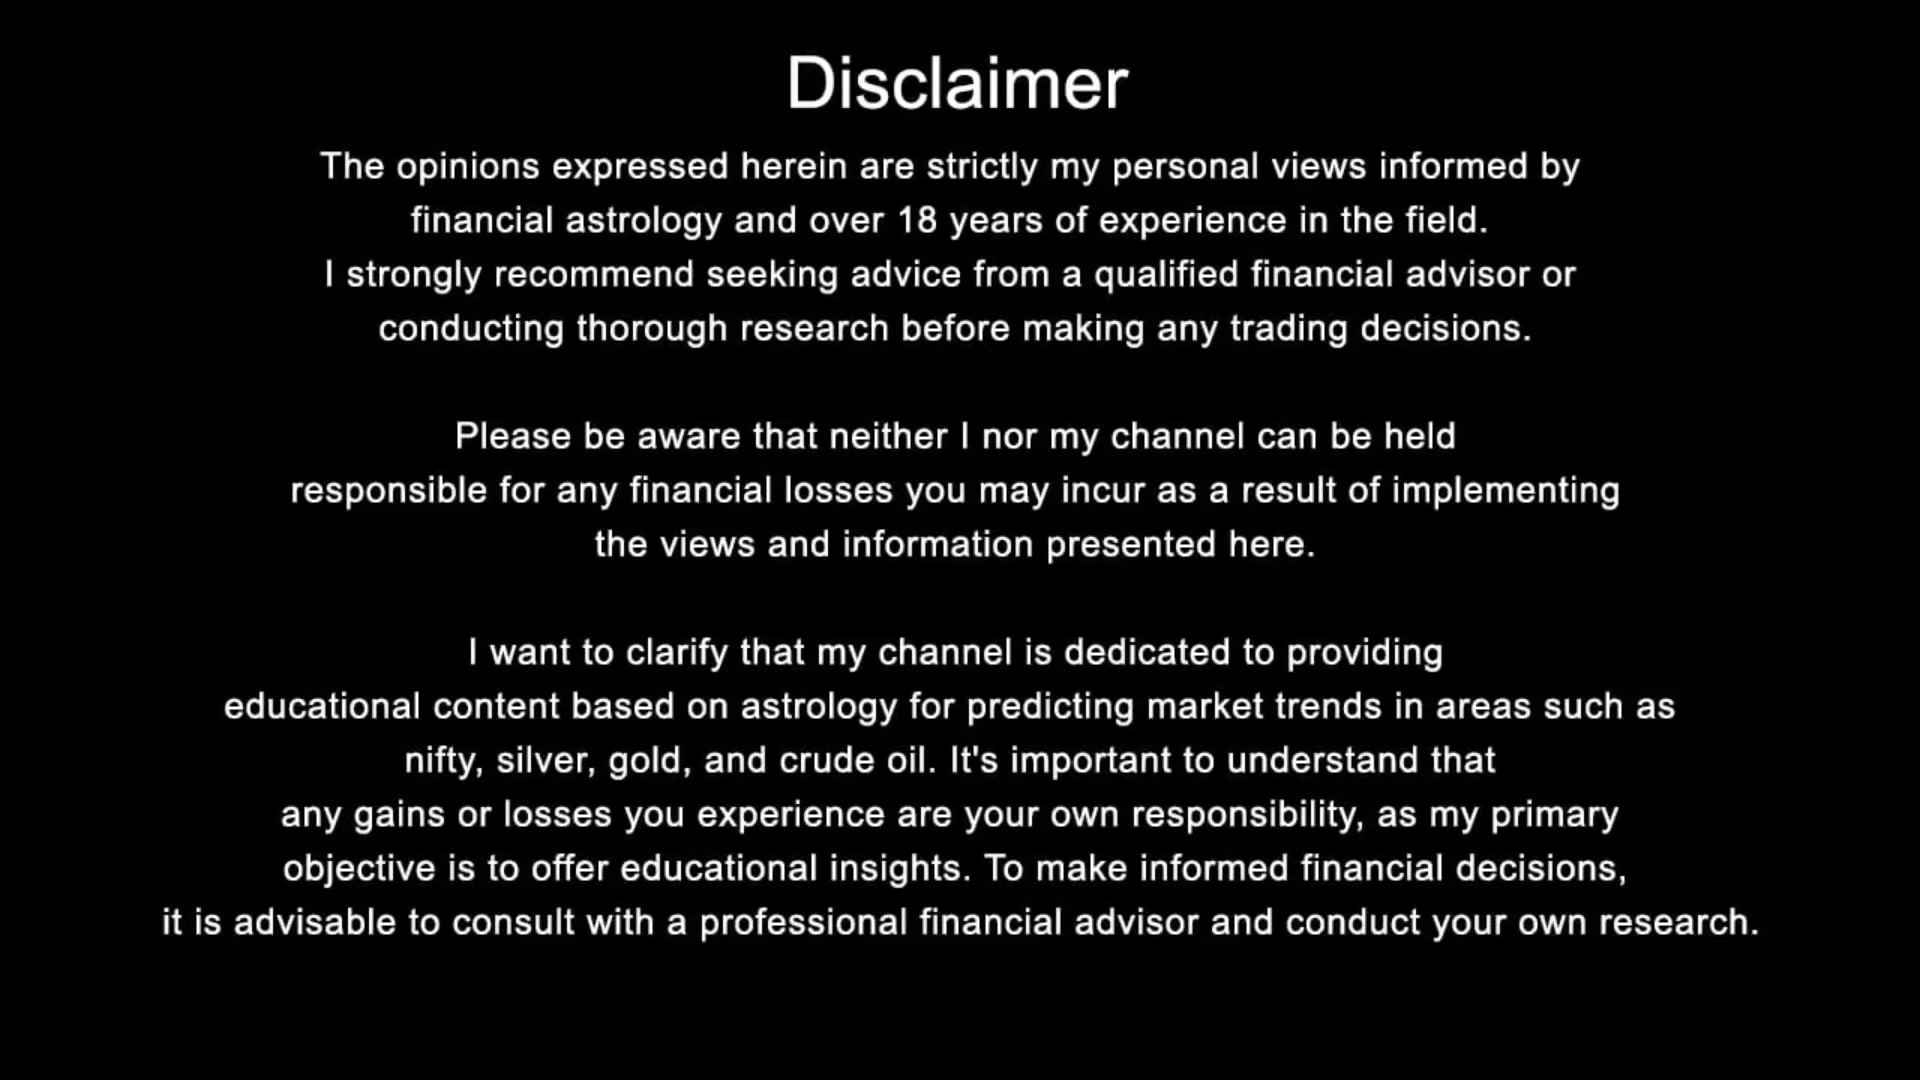 Disclaimer
The opinions expressed herein are strictly my personal views informed by
financial astrology and over 18 years of experience in the field.
I strongly recommend seeking advice from a qualified financial advisor or
conducting thorough research before making any trading decisions.
Please be aware that neither I nor my channel can be held
responsible for any financial losses you may incur as a result of implementing
the views and information presented here.
I want to clarify that my channel is dedicated to providing
educational content based on astrology for predicting market trends in areas such as
nifty, silver, gold, and crude oil. It's important to understand that
any gains or losses you experience are your own responsibility, as my primary
objective is to offer educational insights. To make informed financial decisions,
it is advisable to consult with a professional financial advisor and conduct your own research.